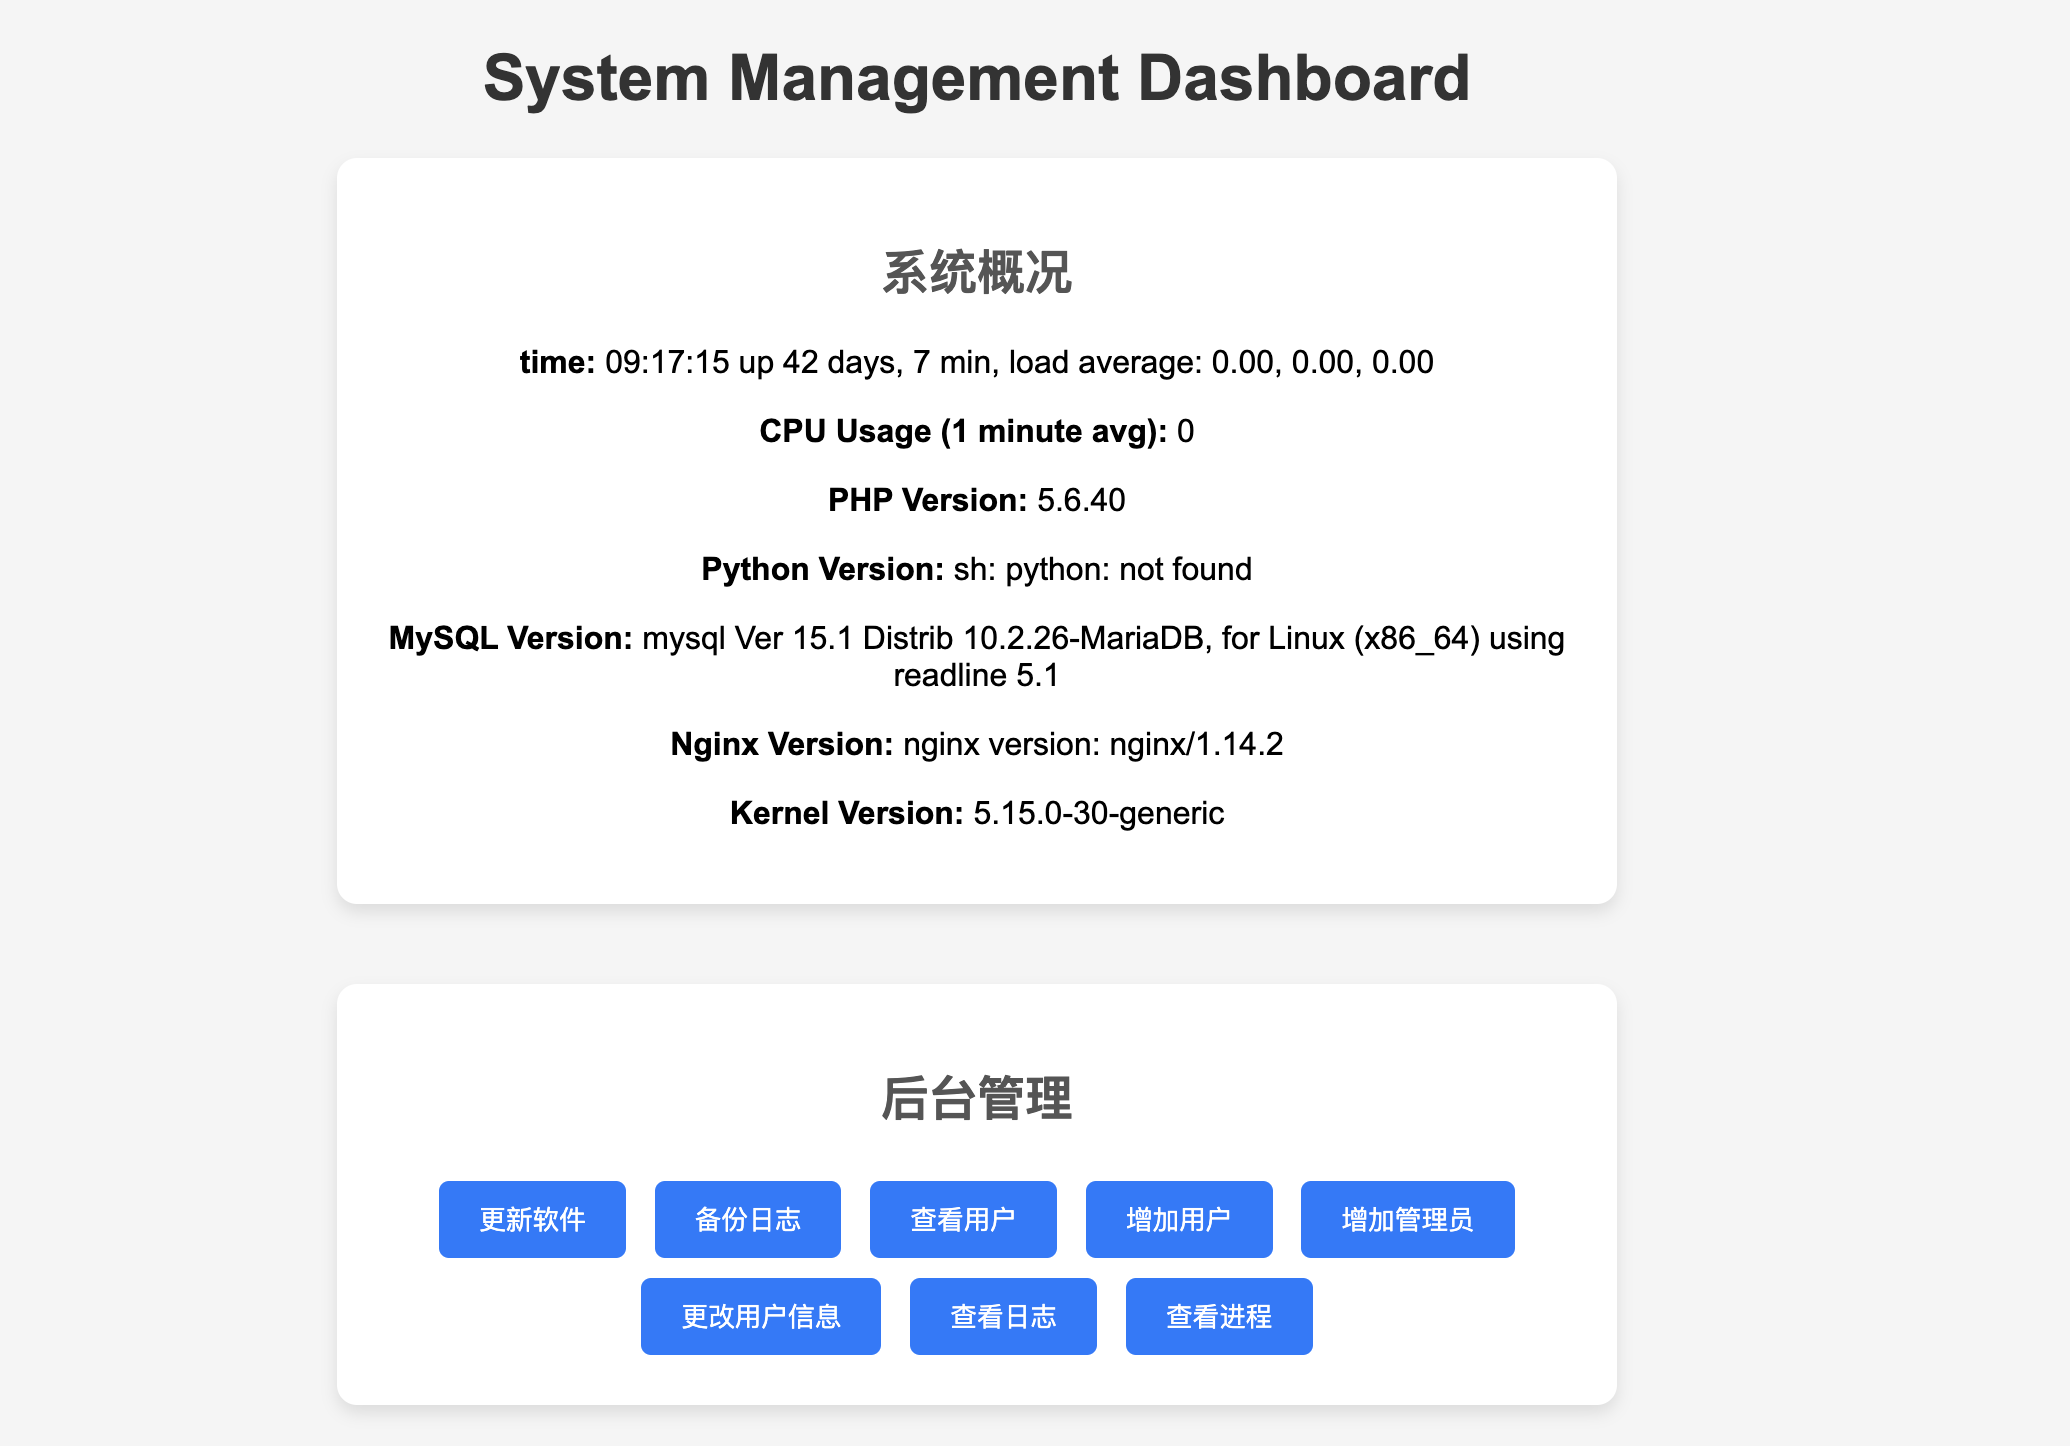 System Management Dashboard
系统概况
time: 09:17:15 up 42 days, 7 min, load average: 0.00, 0.00, 0.00
CPU Usage (1 minute avg): 0
PHP Version: 5.6.40
Python Version: sh: python: not found
MySQL Version: mysql Ver 15.1 Distrib 10.2.26-MariaDB, for Linux (x86_64) using
readline 5.1
Nginx Version: nginx version: nginx/1.14.2
Kernel Version: 5.15.0-30-generic
后台管理
更新软件 备份日志 查看用户 增加用户 增加管理员
更改用户信息 查看日志 查看进程